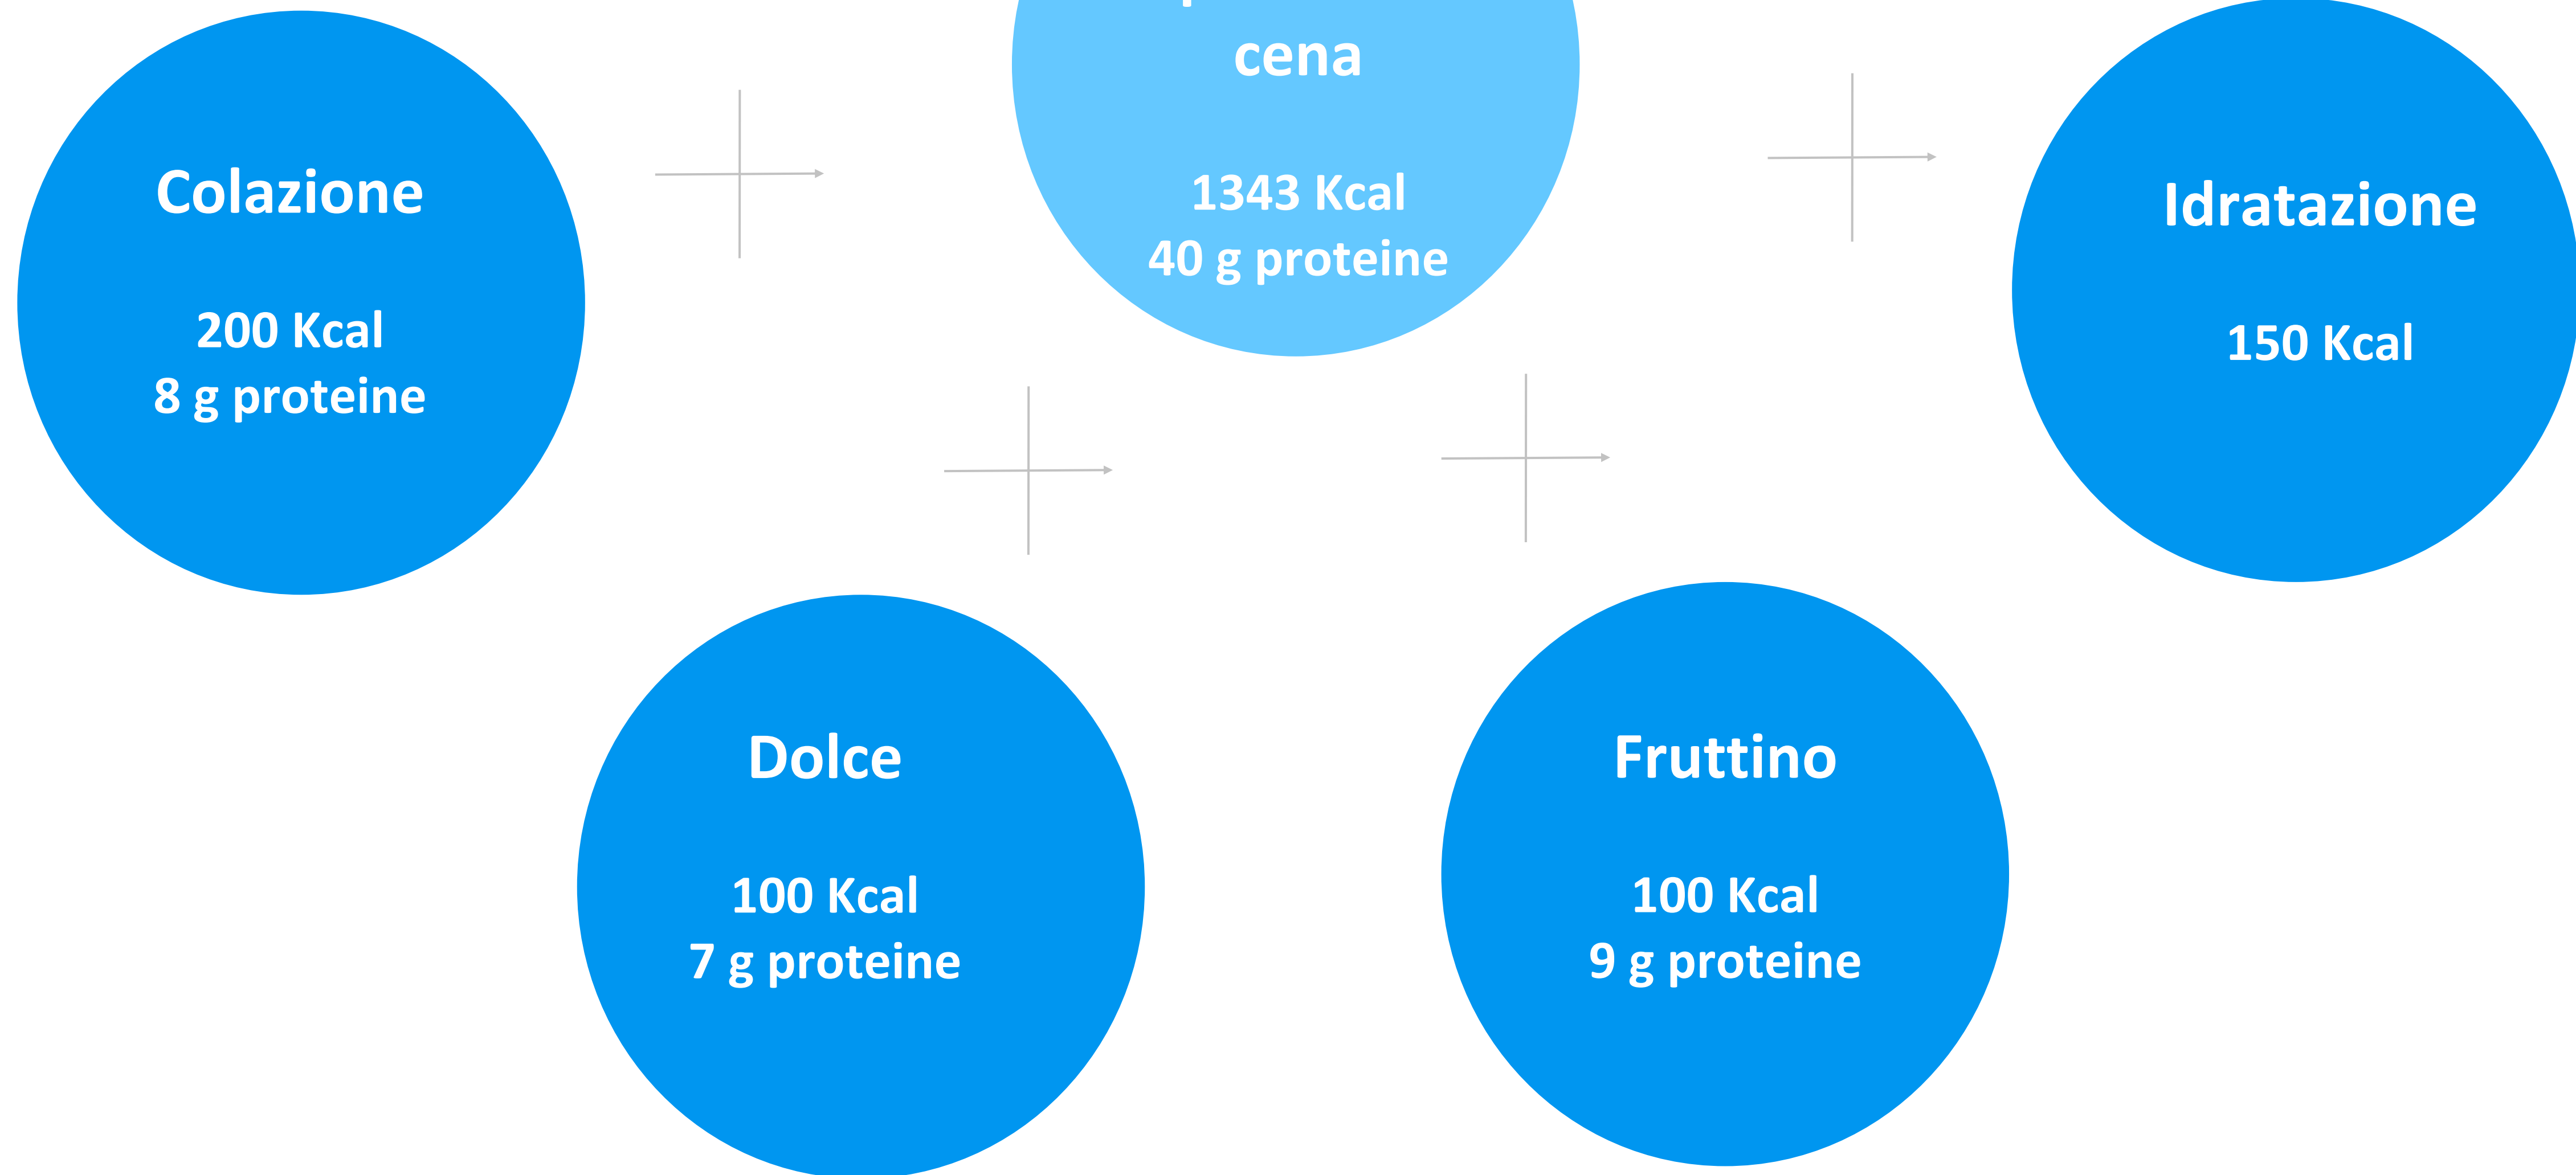 cena
1343 Kcal
40 g proteine
Colazione
200 Kcal
8 g proteine
Idratazione
150 Kcal
Dolce
100 Kcal
7 g proteine
Fruttino
100 Kcal
9 g proteine